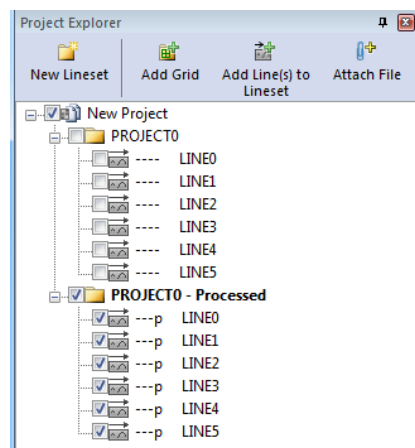 Project Explorer
New Lineset
Add Grid
Add Line(s) to
Lineset
Attach File
New Project
PROJECT0
---- LINE0
---- LINE1
---- LINE2
---- LINE3
---- LINE4
---- LINE5
PROJECT0 - Processed
---p LINE0
---p LINE1
---p LINE2
---p LINE3
---p LINE4
---p LINE5